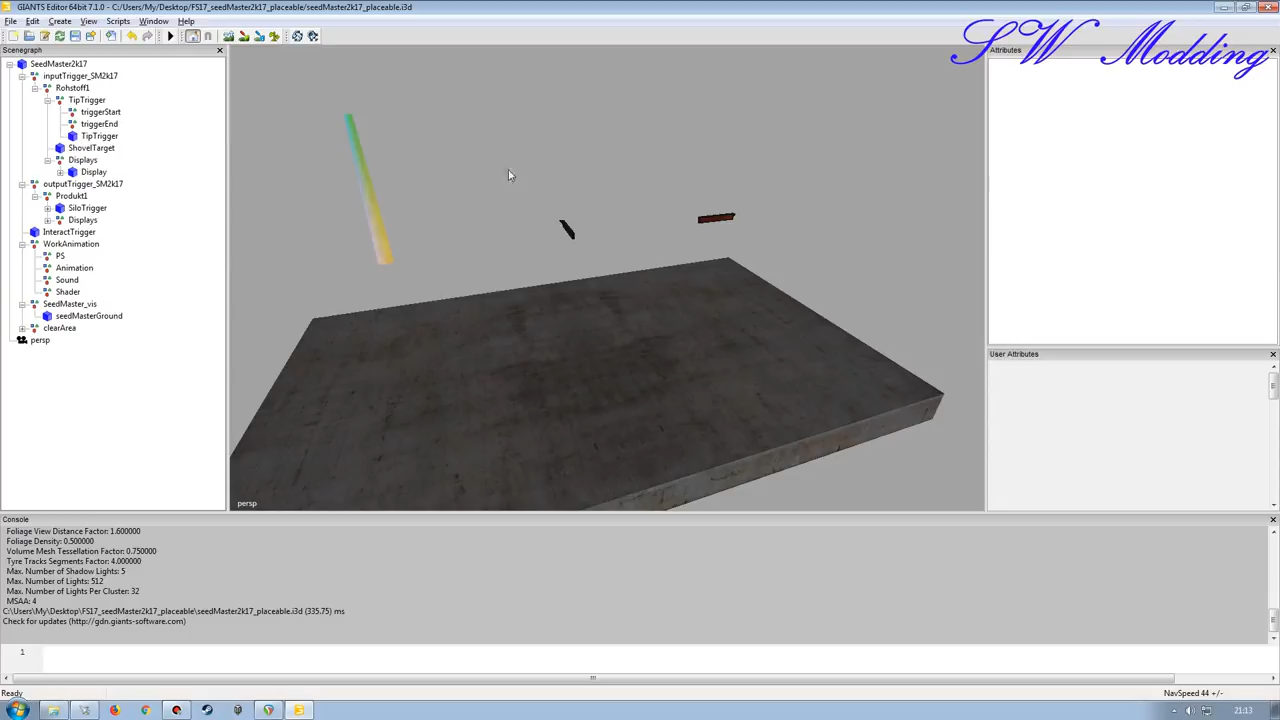 GIANTS Editor 64bit 7.1.0 - C:/Users/My/Desktop/FS17_seedMaster2k17_placeable/seedMaster2k17_placeable.i3d
File Edit Create View Scripts Window Help
SW Modding
Scenegraph
SeedMaster2k17
inputTrigger_SM2k17
Rohstoff1
TipTrigger
triggerStart
triggerEnd
TipTrigger
ShovelTarget
Displays
Display
outputTrigger_SM2k17
Produkt1
SiloTrigger
Displays
InteractTrigger
WorkAnimation
PS
Animation
Sound
Shader
SeedMaster_vis
seedMasterGround
clearArea
persp
persp
Attributes
User Attributes
Console
Foliage View Distance Factor: 1.600000
Foliage Density: 0.500000
Volume Mesh Tessellation Factor: 0.750000
Tyre Tracks Segments Factor: 4.000000
Max. Number of Shadow Lights: 5
Max. Number of Lights: 512
Max. Number of Lights Per Cluster: 32
MSAA: 4
C:\Users\My\Desktop\FS17_seedMaster2k17_placeable\seedMaster2k17_placeable.i3d (335.75) ms
Check for updates (http://gdn.giants-software.com)
1
Ready
NavSpeed 44 +/-
21:13